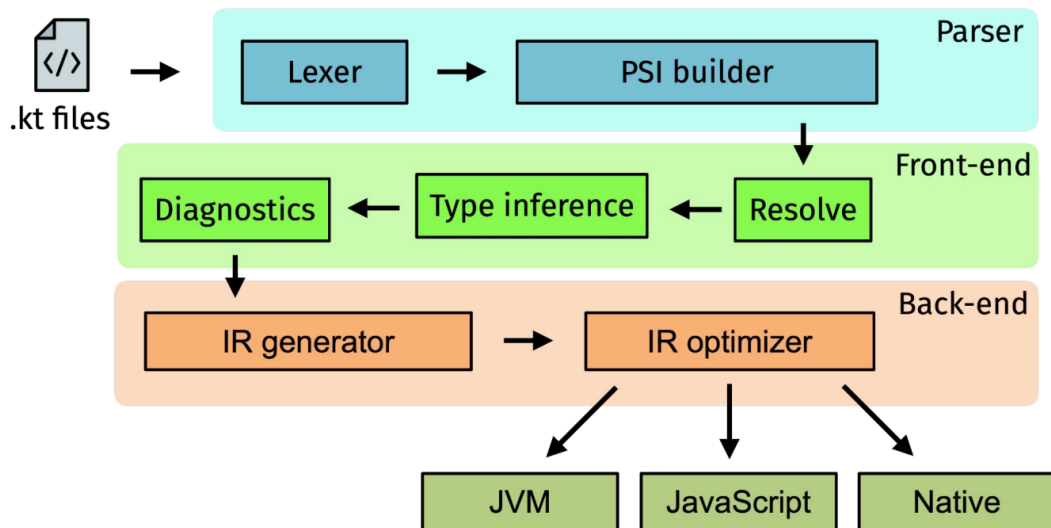 Parser
</>
Lexer
PSI builder
.kt files
Front-end
Diagnostics
Type inference
Resolve
Back-end
IR generator
IR optimizer
JVM
JavaScript
Native